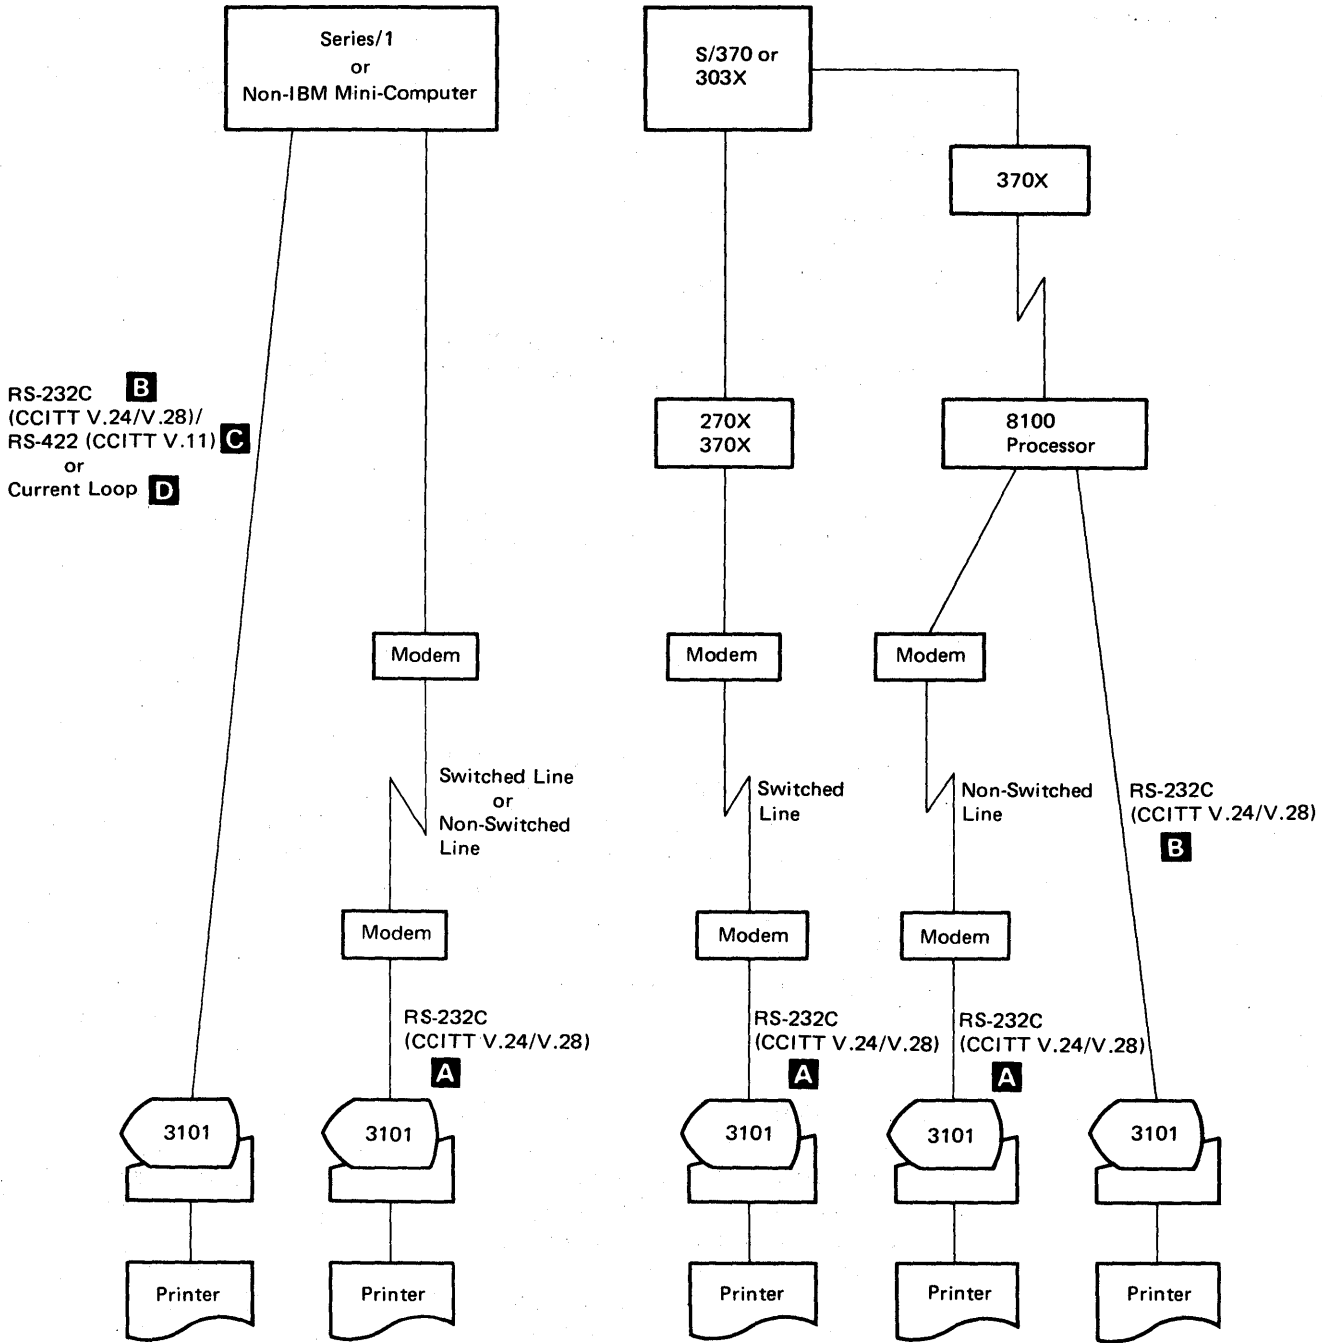 Series/1
or
Non-IBM Mini-Computer
S/370 or
303X
370X
RS-232C B
(CCITT V.24/V.28)/
RS-422 (CCITT V.11) C
or
Current Loop D
270X
370X
8100
Processor
Modem
Modem
Modem
Switched Line
or
Non-Switched
Line
Switched
Line
Non-Switched
Line
RS-232C
(CCITT V.24/V.28)
B
Modem
Modem
Modem
RS-232C
(CCITT V.24/V.28)
A
RS-232C
(CCITT V.24/V.28)
A
RS-232C
(CCITT V.24/V.28)
A
3101
3101
3101
3101
3101
Printer
Printer
Printer
Printer
Printer